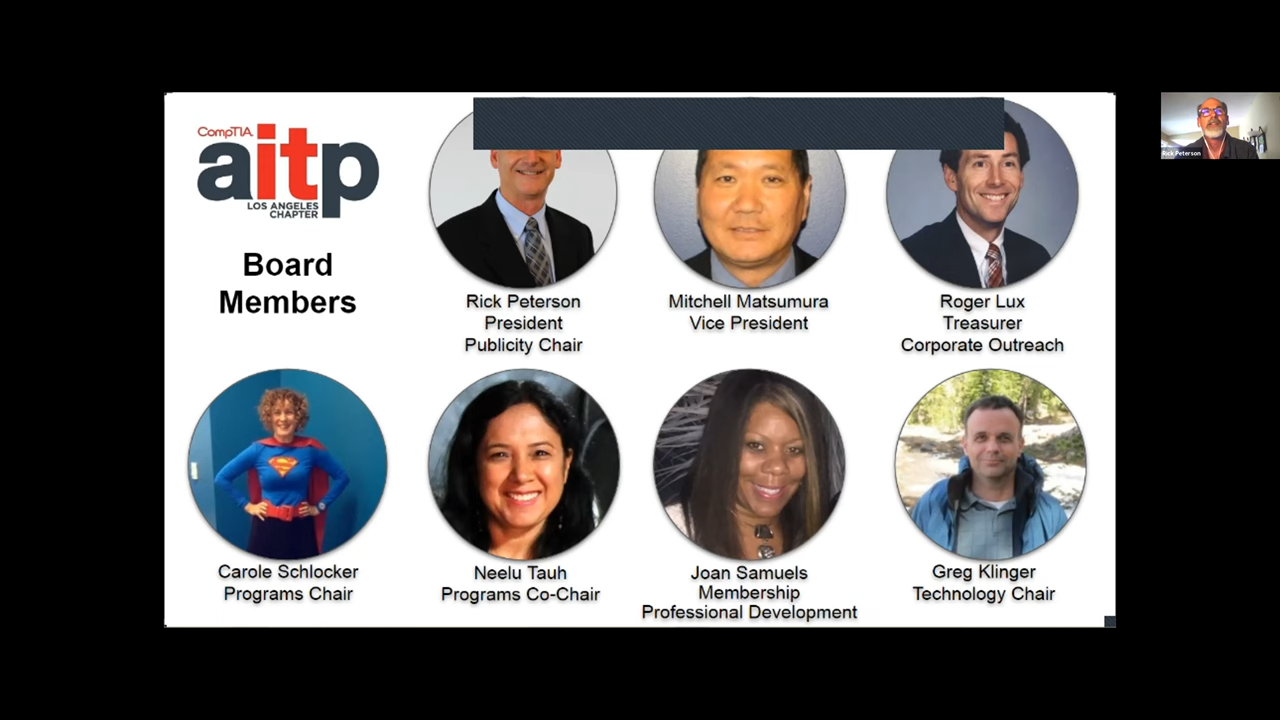 CompTIA.
aitp
LOS ANGELES
CHAPTER
Board
Members
Rick Peterson
President
Publicity Chair
Mitchell Matsumura
Vice President
Roger Lux
Treasurer
Corporate Outreach
Carole Schlocker
Programs Chair
Neelu Tauh
Programs Co-Chair
Joan Samuels
Membership
Professional Development
Greg Klinger
Technology Chair
Rick Peterson